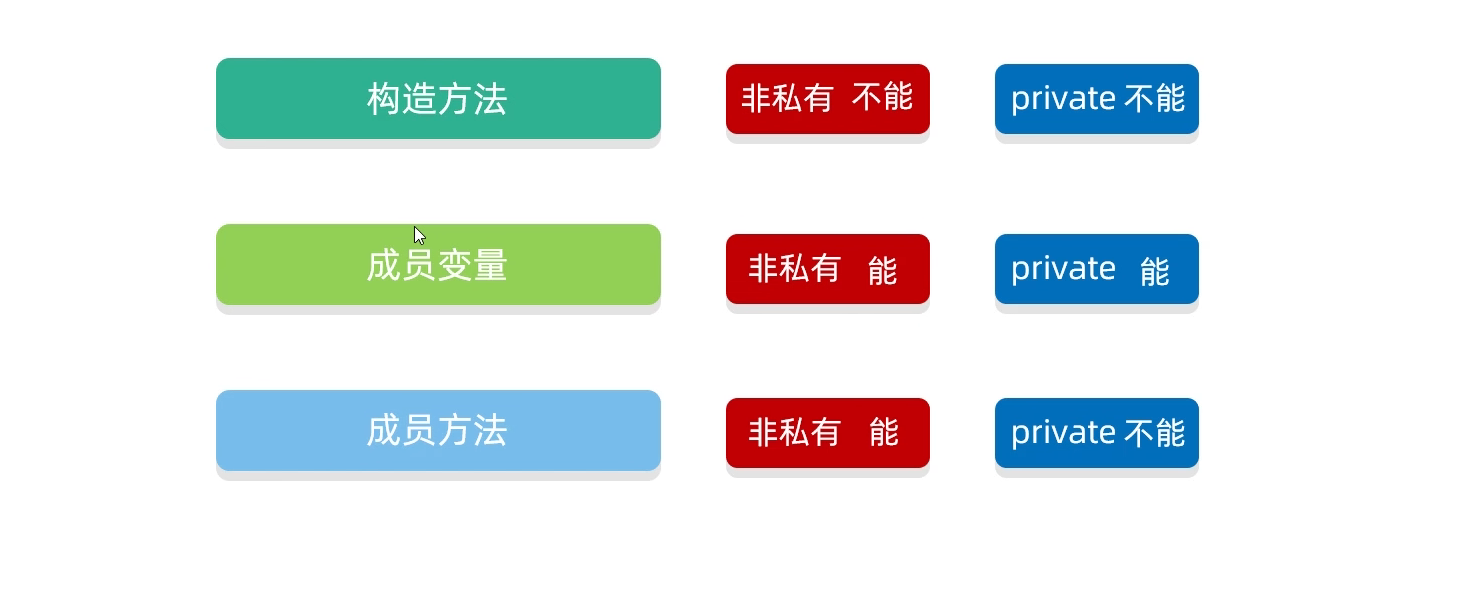 构造方法 非私有 不能 private 不能
成员变量 非私有 能 private 能
成员方法 非私有 能 private 不能